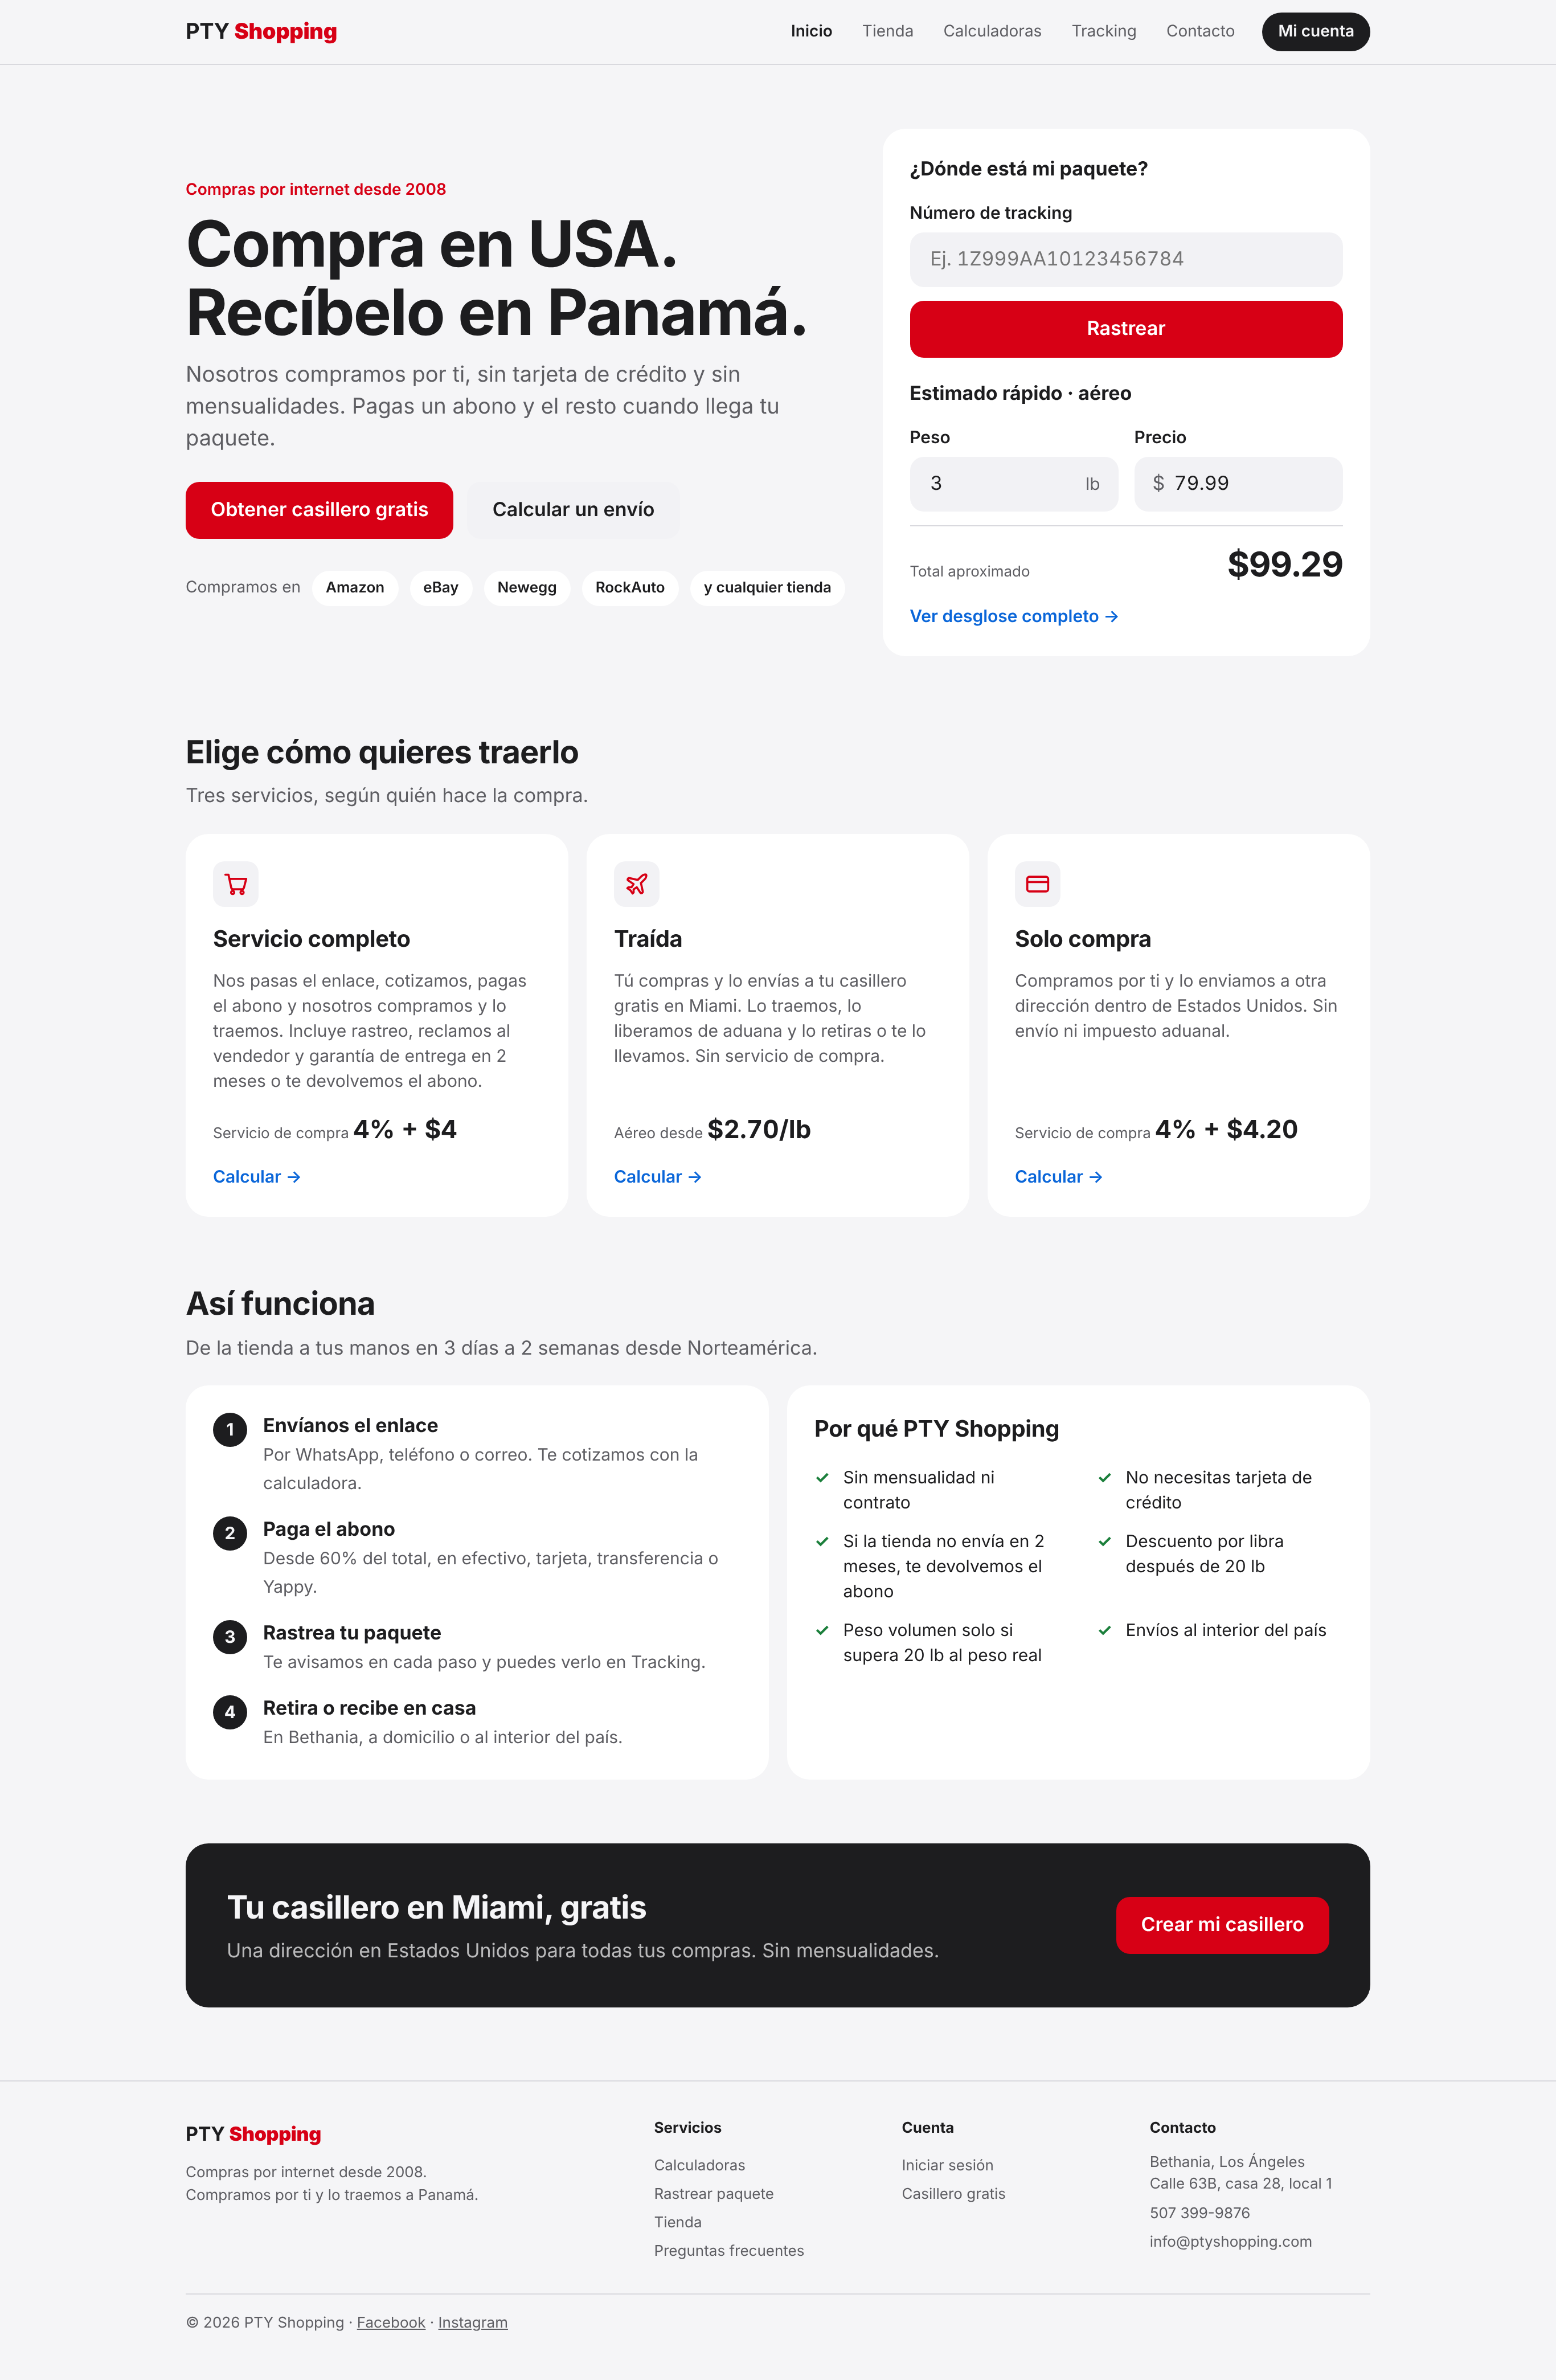 PTY Shopping
Inicio
Tienda
Calculadoras
Tracking
Contacto
Mi cuenta
Compras por internet desde 2008
Compra en USA.
Recíbelo en Panamá.
Nosotros compramos por ti, sin tarjeta de crédito y sin
mensualidades. Pagas un abono y el resto cuando llega tu
paquete.
Obtener casillero gratis
Calcular un envío
Compramos en
Amazon
eBay
Newegg
RockAuto
y cualquier tienda
¿Dónde está mi paquete?
Número de tracking
Ej. 1Z999AA10123456784
Rastrear
Estimado rápido · aéreo
Peso
Precio
3 lb
$ 79.99
Total aproximado
$99.29
Ver desglose completo →
Elige cómo quieres traerlo
Tres servicios, según quién hace la compra.
Servicio completo
Nos pasas el enlace, cotizamos, pagas
el abono y nosotros compramos y lo
traemos. Incluye rastreo, reclamos al
vendedor y garantía de entrega en 2
meses o te devolvemos el abono.
Servicio de compra 4% + $4
Calcular →
Traída
Tú compras y lo envías a tu casillero
gratis en Miami. Lo traemos, lo
liberamos de aduana y lo retiras o te lo
llevamos. Sin servicio de compra.
Aéreo desde $2.70/lb
Calcular →
Solo compra
Compramos por ti y lo enviamos a otra
dirección dentro de Estados Unidos. Sin
envío ni impuesto aduanal.
Servicio de compra 4% + $4.20
Calcular →
Así funciona
De la tienda a tus manos en 3 días a 2 semanas desde Norteamérica.
1
Envíanos el enlace
Por WhatsApp, teléfono o correo. Te cotizamos con la
calculadora.
2
Paga el abono
Desde 60% del total, en efectivo, tarjeta, transferencia o
Yappy.
3
Rastrea tu paquete
Te avisamos en cada paso y puedes verlo en Tracking.
4
Retira o recibe en casa
En Bethania, a domicilio o al interior del país.
Por qué PTY Shopping
✓ Sin mensualidad ni
contrato
✓ No necesitas tarjeta de
crédito
✓ Si la tienda no envía en 2
meses, te devolvemos el
abono
✓ Descuento por libra
después de 20 lb
✓ Peso volumen solo si
supera 20 lb al peso real
✓ Envíos al interior del país
Tu casillero en Miami, gratis
Una dirección en Estados Unidos para todas tus compras. Sin mensualidades.
Crear mi casillero
PTY Shopping
Compras por internet desde 2008.
Compramos por ti y lo traemos a Panamá.
Servicios
Calculadoras
Rastrear paquete
Tienda
Preguntas frecuentes
Cuenta
Iniciar sesión
Casillero gratis
Contacto
Bethania, Los Ángeles
Calle 63B, casa 28, local 1
507 399-9876
info@ptyshopping.com
© 2026 PTY Shopping · Facebook · Instagram